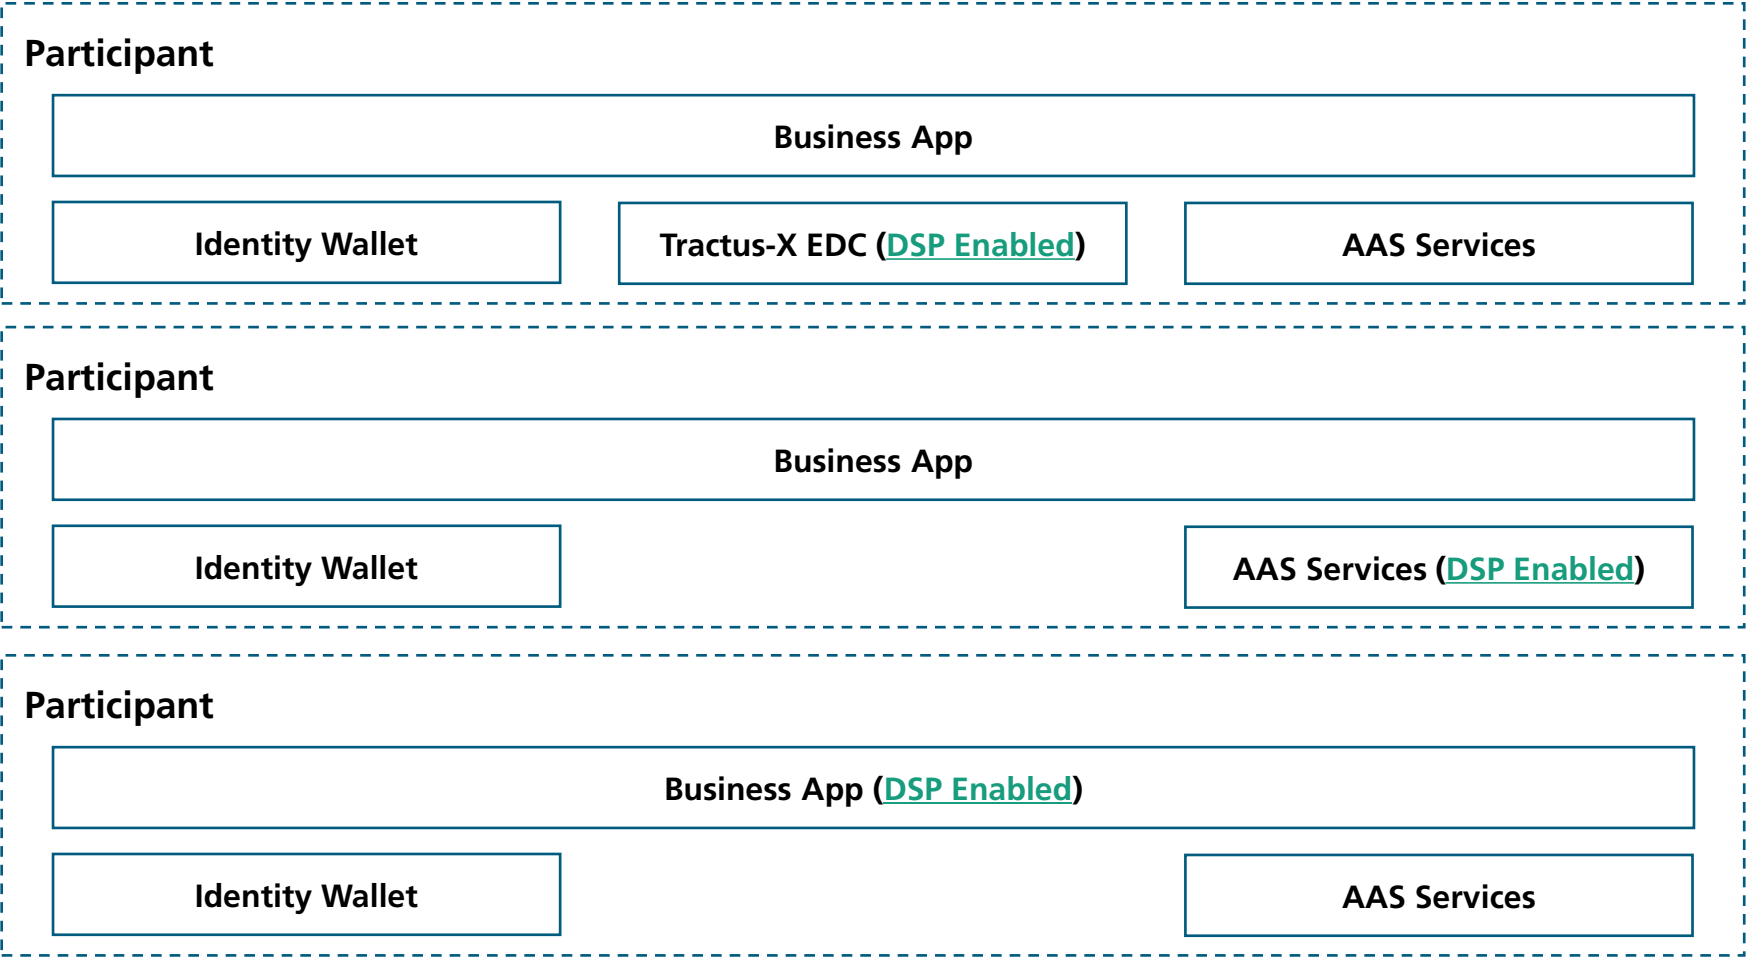 Participant
Business App
Identity Wallet
Tractus-X EDC (DSP Enabled)
AAS Services
Participant
Business App
Identity Wallet
AAS Services (DSP Enabled)
Participant
Business App (DSP Enabled)
Identity Wallet
AAS Services